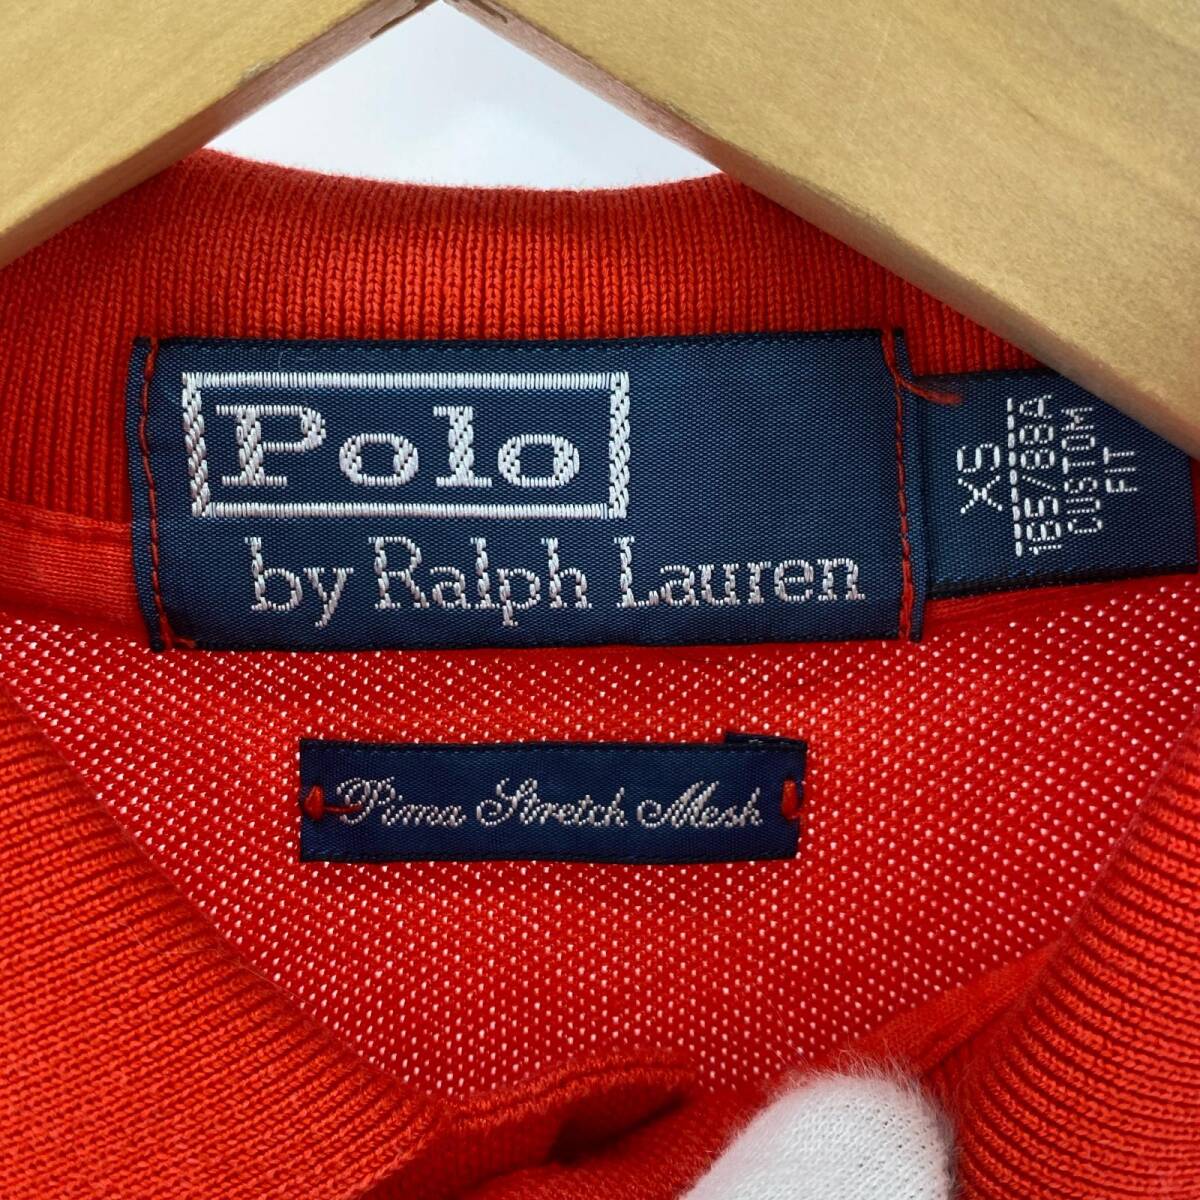 Polo
by Ralph Lauren
XS
165/88A
CUSTOM
FIT
Pima Stretch Mesh